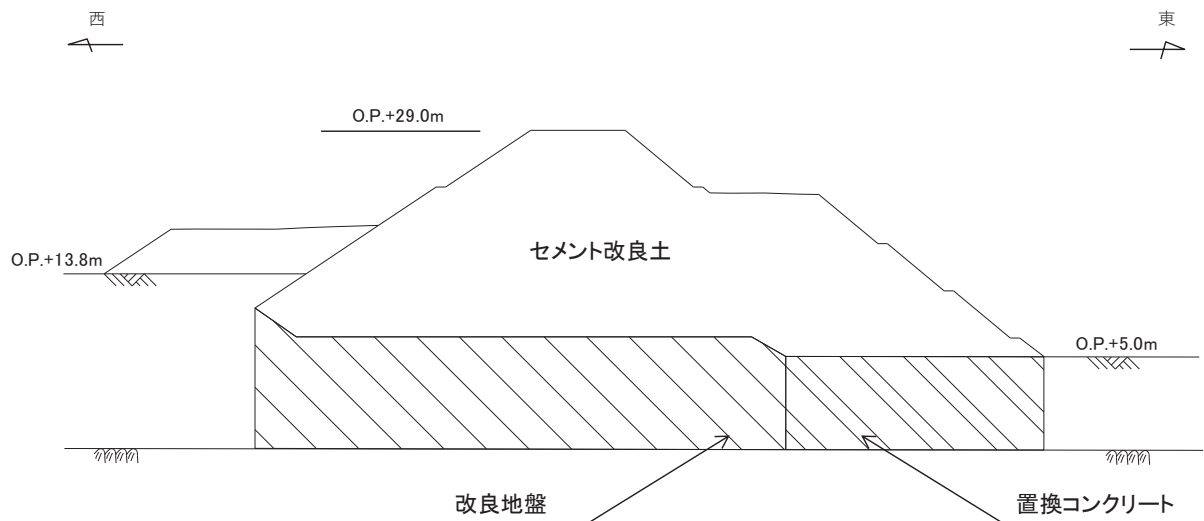 西
東
O.P.+29.0m
セメント改良土
O.P.+13.8m
O.P.+5.0m
改良地盤
置換コンクリート